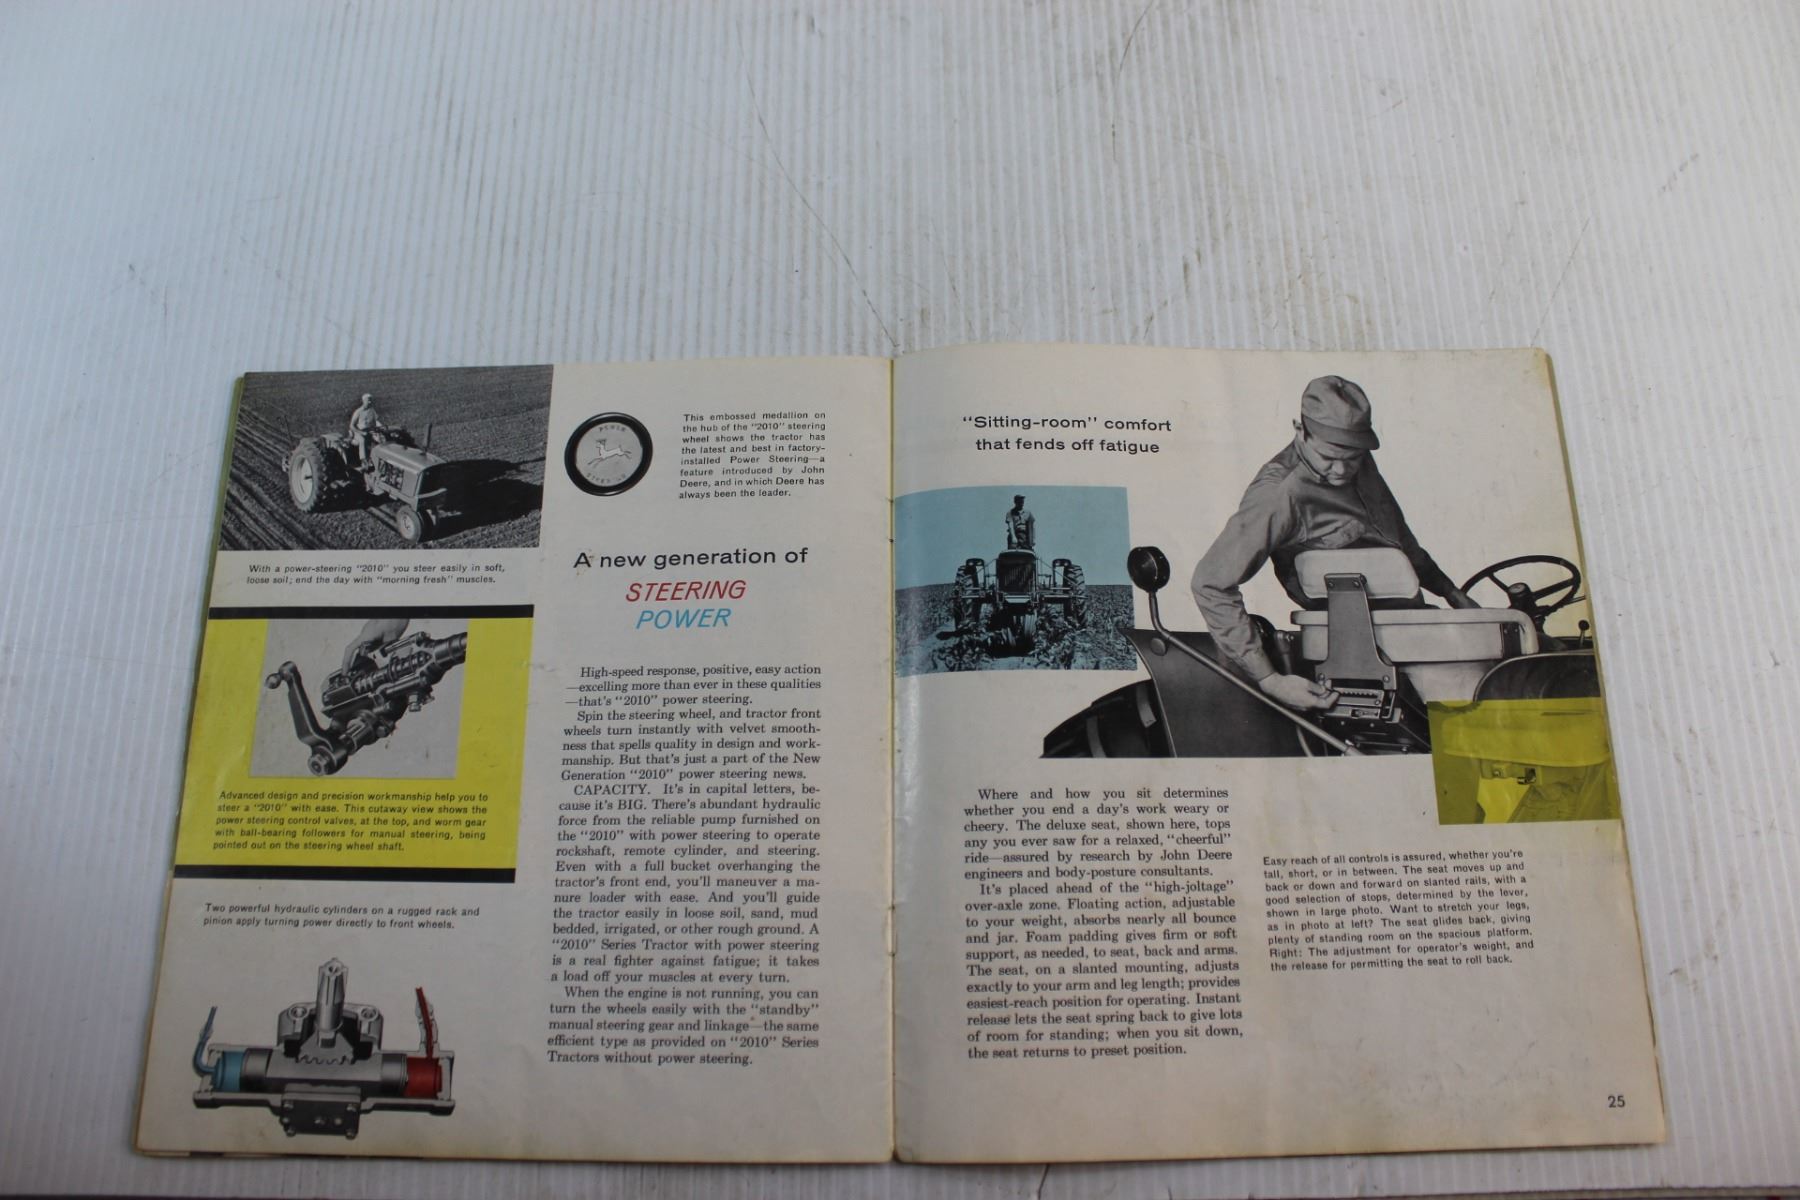 With a power-steering "2010" you steer easily in soft,
loose soil; end the day with "morning fresh" muscles.
Advanced design and precision workmanship help you to
steer a "2010" with ease. This cutaway view shows the
power steering control valves, at the top, and worm gear
with ball-bearing followers for manual steering, being
pointed out on the steering wheel shaft.
Two powerful hydraulic cylinders on a rugged rack and
pinion apply turning power directly to front wheels.
POWER
STEERING
This embossed medallion on
the hub of the "2010" steering
wheel shows the tractor has
the latest and best in factory-
installed Power Steering—a
feature introduced by John
Deere, and in which Deere has
always been the leader.
A new generation of
STEERING
POWER
High-speed response, positive, easy action
—excelling more than ever in these qualities
—that's "2010" power steering.
Spin the steering wheel, and tractor front
wheels turn instantly with velvet smooth-
ness that spells quality in design and work-
manship. But that's just a part of the New
Generation "2010" power steering news.
CAPACITY. It's in capital letters, be-
cause it's BIG. There's abundant hydraulic
force from the reliable pump furnished on
the "2010" with power steering to operate
rockshaft, remote cylinder, and steering.
Even with a full bucket overhanging the
tractor's front end, you'll maneuver a ma-
nure loader with ease. And you'll guide
the tractor easily in loose soil, sand, mud
bedded, irrigated, or other rough ground. A
"2010" Series Tractor with power steering
is a real fighter against fatigue; it takes
a load off your muscles at every turn.
When the engine is not running, you can
turn the wheels easily with the "standby"
manual steering gear and linkage—the same
efficient type as provided on "2010" Series
Tractors without power steering.
"Sitting-room" comfort
that fends off fatigue
Where and how you sit determines
whether you end a day's work weary or
cheery. The deluxe seat, shown here, tops
any you ever saw for a relaxed, "cheerful"
ride—assured by research by John Deere
engineers and body-posture consultants.
It's placed ahead of the "high-joltage"
over-axle zone. Floating action, adjustable
to your weight, absorbs nearly all bounce
and jar. Foam padding gives firm or soft
support, as needed, to seat, back and arms.
The seat, on a slanted mounting, adjusts
exactly to your arm and leg length; provides
easiest-reach position for operating. Instant
release lets the seat spring back to give lots
of room for standing; when you sit down,
the seat returns to preset position.
Easy reach of all controls is assured, whether you're
tall, short, or in between. The seat moves up and
back or down and forward on slanted rails, with a
good selection of stops, determined by the lever,
shown in large photo. Want to stretch your legs,
as in photo at left? The seat glides back, giving
plenty of standing room on the spacious platform.
Right: The adjustment for operator's weight, and
the release for permitting the seat to roll back.
25